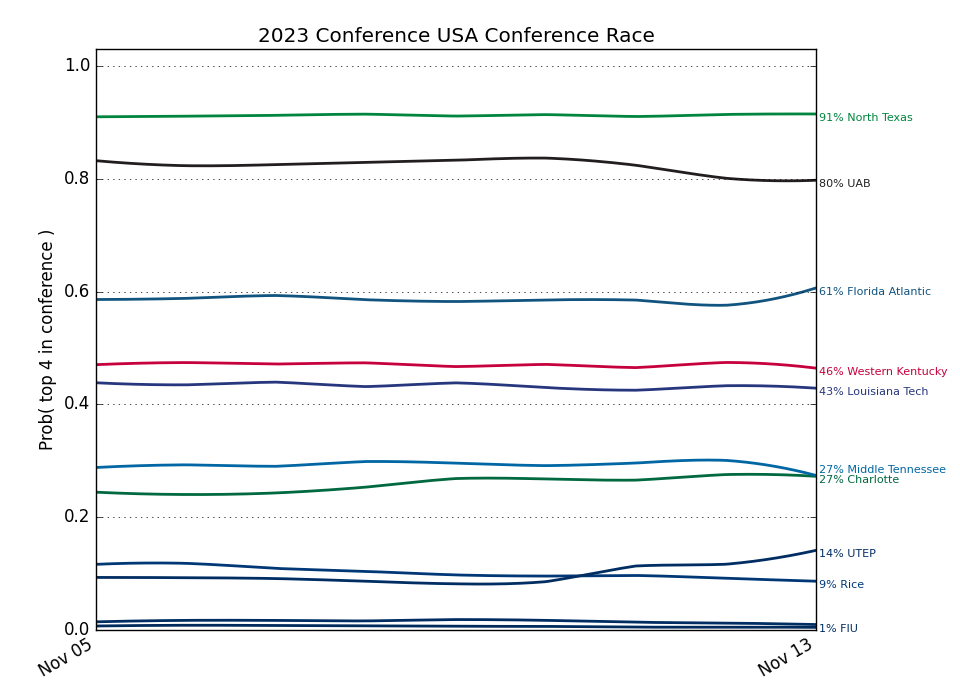 2023 Conference USA Conference Race
1.0
0.8
0.6
0.4
0.2
0.0
Prob( top 4 in conference )
91% North Texas
80% UAB
61% Florida Atlantic
46% Western Kentucky
43% Louisiana Tech
27% Middle Tennessee
27% Charlotte
14% UTEP
9% Rice
1% FIU
Nov 05
Nov 13